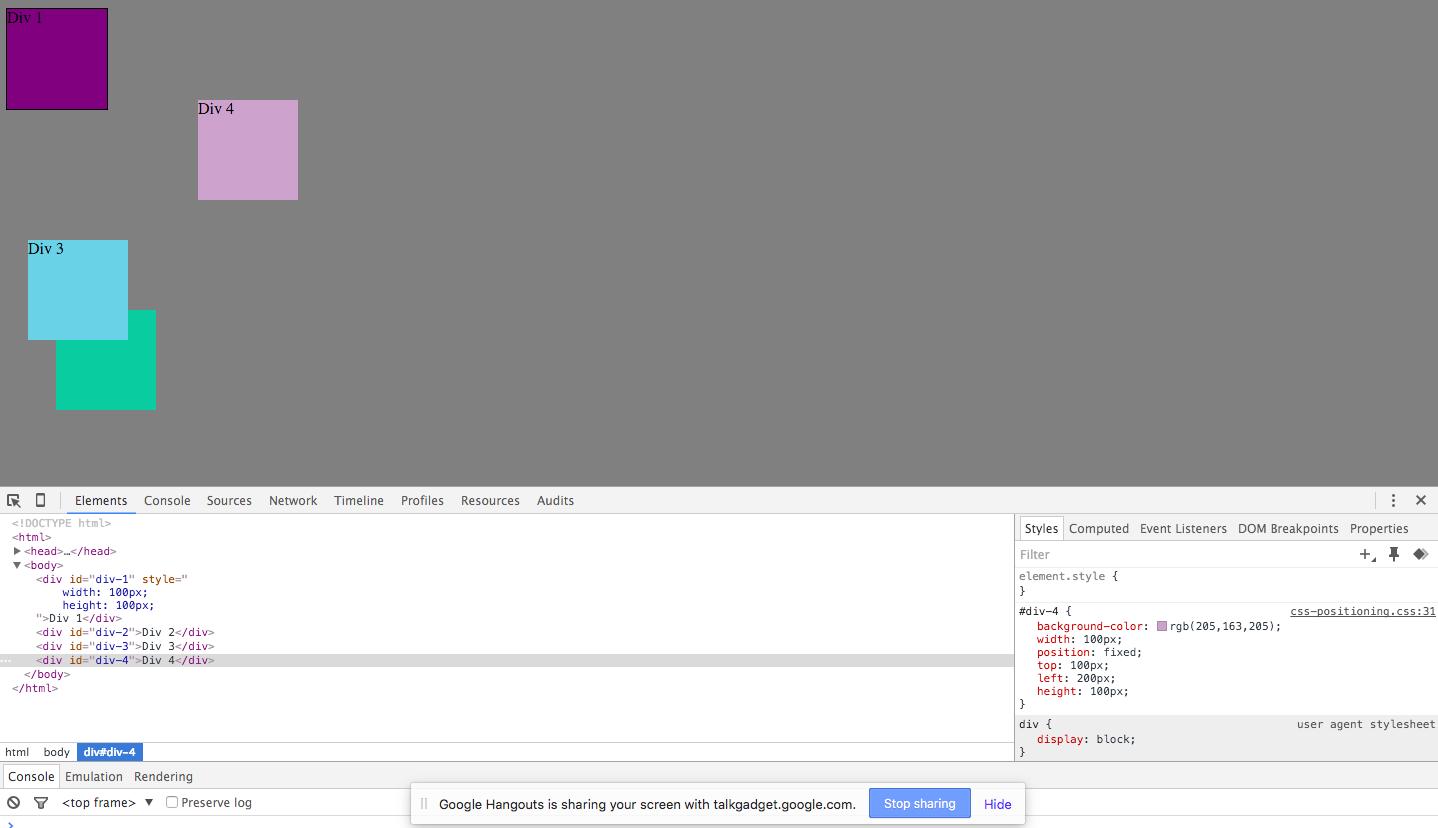 Div 1
Div 4
Div 3
Elements Console Sources Network Timeline Profiles Resources Audits
<!DOCTYPE html>
<html>
<head>…</head>
<body>
<div id="div-1" style="
width: 100px;
height: 100px;
">Div 1</div>
<div id="div-2">Div 2</div>
<div id="div-3">Div 3</div>
<div id="div-4">Div 4</div>
</body>
</html>
html body div#div-4
Styles Computed Event Listeners DOM Breakpoints Properties
Filter
element.style {
}
#div-4 { css-positioning.css:31
background-color: rgb(205,163,205);
width: 100px;
position: fixed;
top: 100px;
left: 200px;
height: 100px;
}
div { user agent stylesheet
display: block;
}
Console Emulation Rendering
<top frame> ▼ Preserve log
Google Hangouts is sharing your screen with talkgadget.google.com. Stop sharing Hide